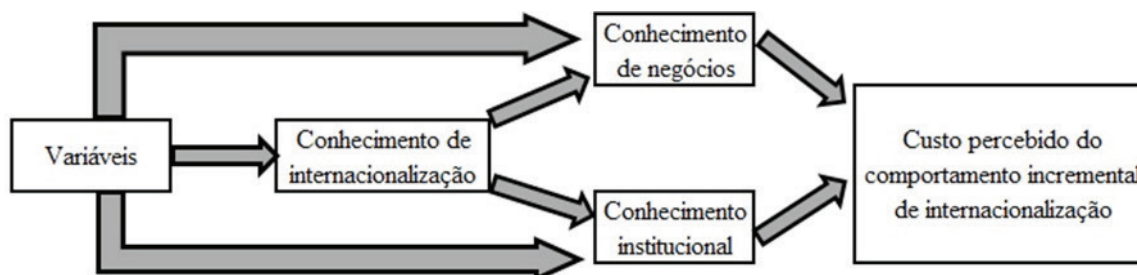 Conhecimento
de negócios
Variáveis
Conhecimento de
internacionalização
Conhecimento
institucional
Custo percebido do
comportamento incremental
de internacionalização